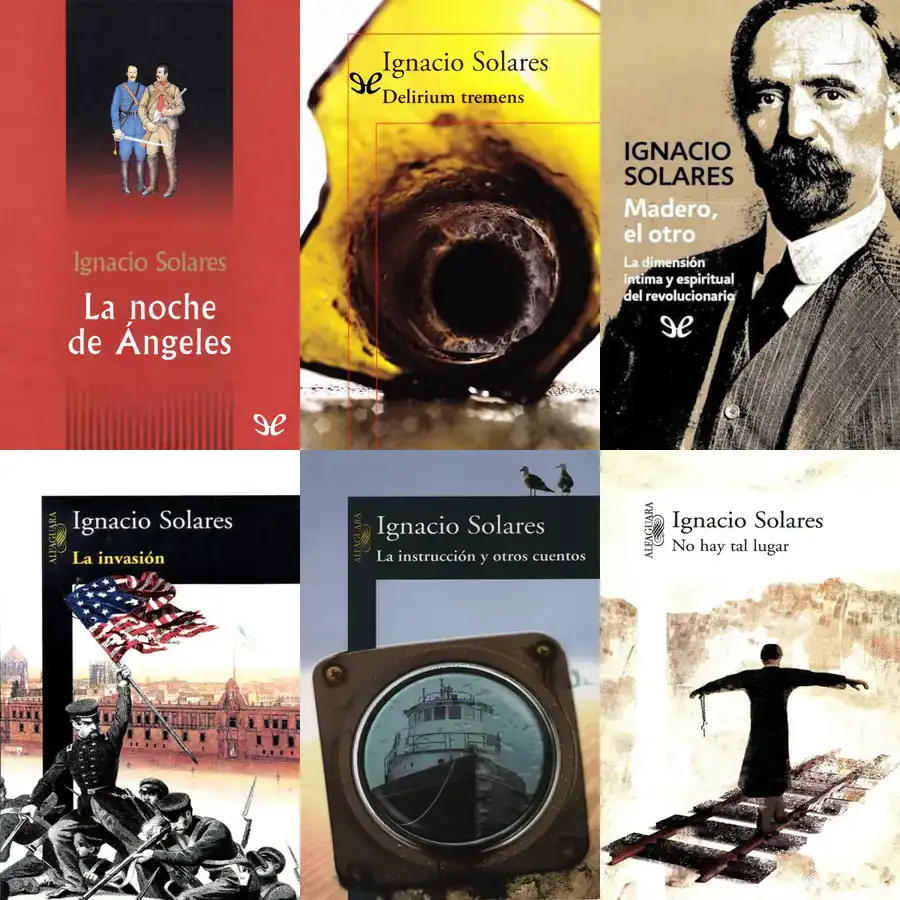 Ignacio Solares
La noche
de Ángeles
Ignacio Solares
Delirium tremens
IGNACIO
SOLARES
Madero,
el otro
La dimensión
íntima y espiritual
del revolucionario
ALFAGUARA
Ignacio Solares
La invasión
ALFAGUARA
Ignacio Solares
La instrucción y otros cuentos
ALFAGUARA
Ignacio Solares
No hay tal lugar